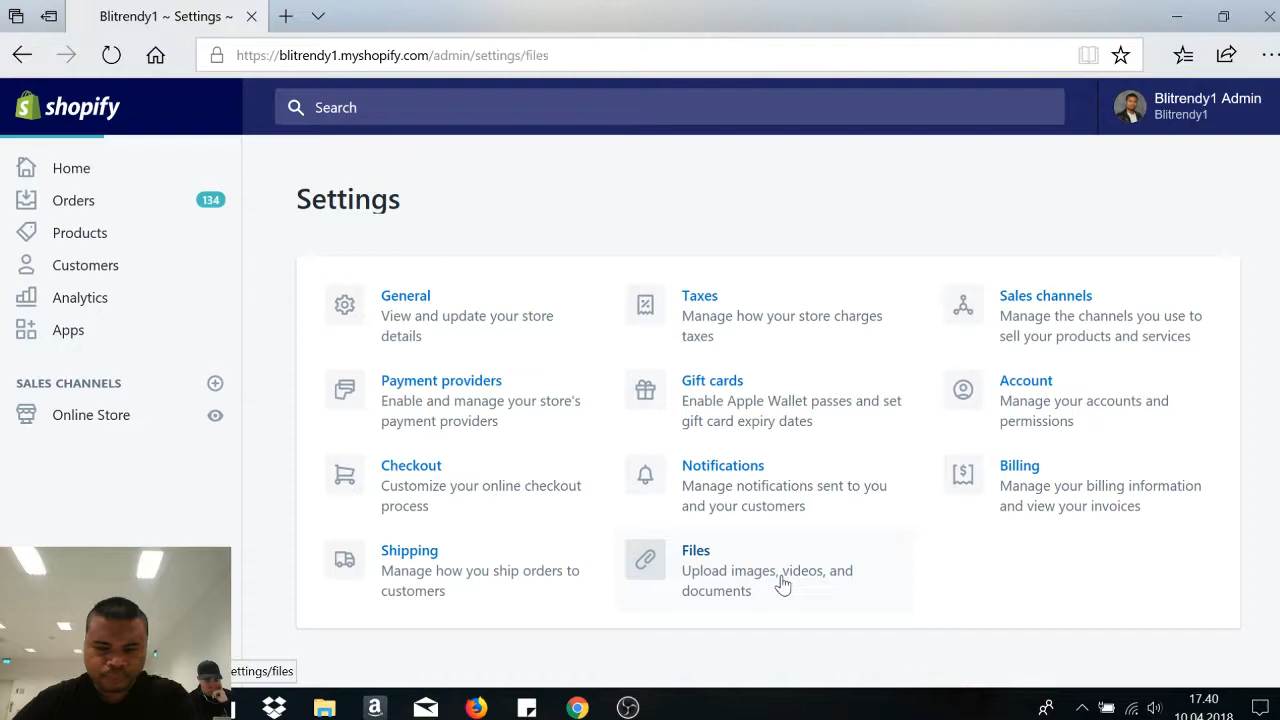 Blitrendy1 ~ Settings ~
https://blitrendy1.myshopify.com/admin/settings/files
shopify
Search
Blitrendy1 Admin
Blitrendy1
Home
Orders
134
Products
Customers
Analytics
Apps
SALES CHANNELS
Online Store
Settings
General
View and update your store
details
Taxes
Manage how your store charges
taxes
Sales channels
Manage the channels you use to
sell your products and services
Payment providers
Enable and manage your store's
payment providers
Gift cards
Enable Apple Wallet passes and set
gift card expiry dates
Account
Manage your accounts and
permissions
Checkout
Customize your online checkout
process
Notifications
Manage notifications sent to you
and your customers
Billing
Manage your billing information
and view your invoices
Shipping
Manage how you ship orders to
customers
Files
Upload images, videos, and
documents
ettings/files
17.40
10.04.2018